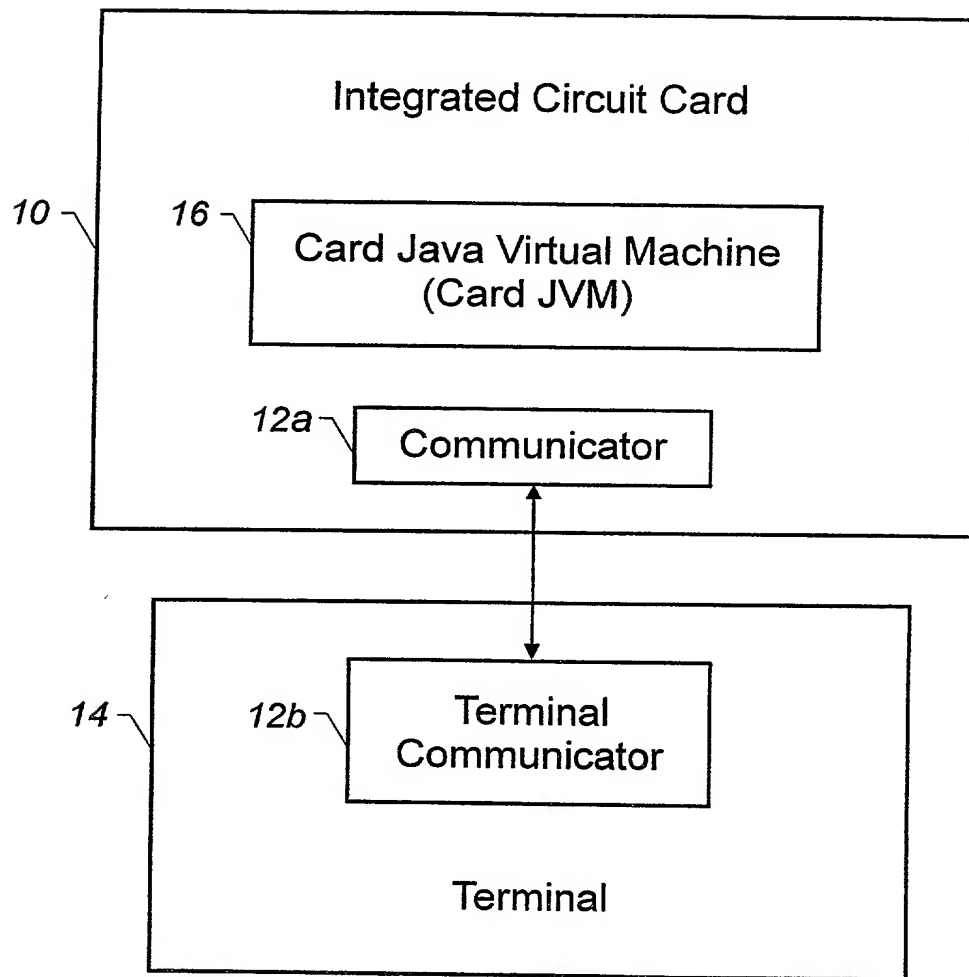 Integrated Circuit Card
10
16
Card Java Virtual Machine
(Card JVM)
12a
Communicator
14
12b
Terminal
Communicator
Terminal